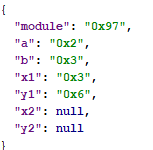 {
"module": "0x97",
"a": "0x2",
"b": "0x3",
"x1": "0x3",
"y1": "0x6",
"x2": null,
"y2": null
}